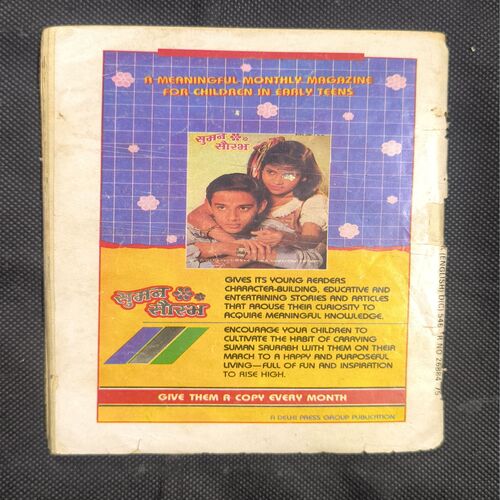 A MEANINGFUL MONTHLY MAGAZINE
FOR CHILDREN IN EARLY TEENS
सुमन
सौरभ
GIVES ITS YOUNG READERS
CHARACTER-BUILDING, EDUCATIVE AND
ENTERTAINING STORIES AND ARTICLES
THAT AROUSE THEIR CURIOSITY TO
ACQUIRE MEANINGFUL KNOWLEDGE.
सुमन
सौरभ
ENCOURAGE YOUR CHILDREN TO
CULTIVATE THE HABIT OF CARAYING
SUMAN SAURABH WITH THEM ON THEIR
MARCH TO A HAPPY AND PURPOSEFUL
LIVING—FULL OF FUN AND INSPIRATION
TO RISE HIGH.
GIVE THEM A COPY EVERY MONTH
A DELHI PRESS GROUP PUBLICATION
(ENGLISH) D(C)1546